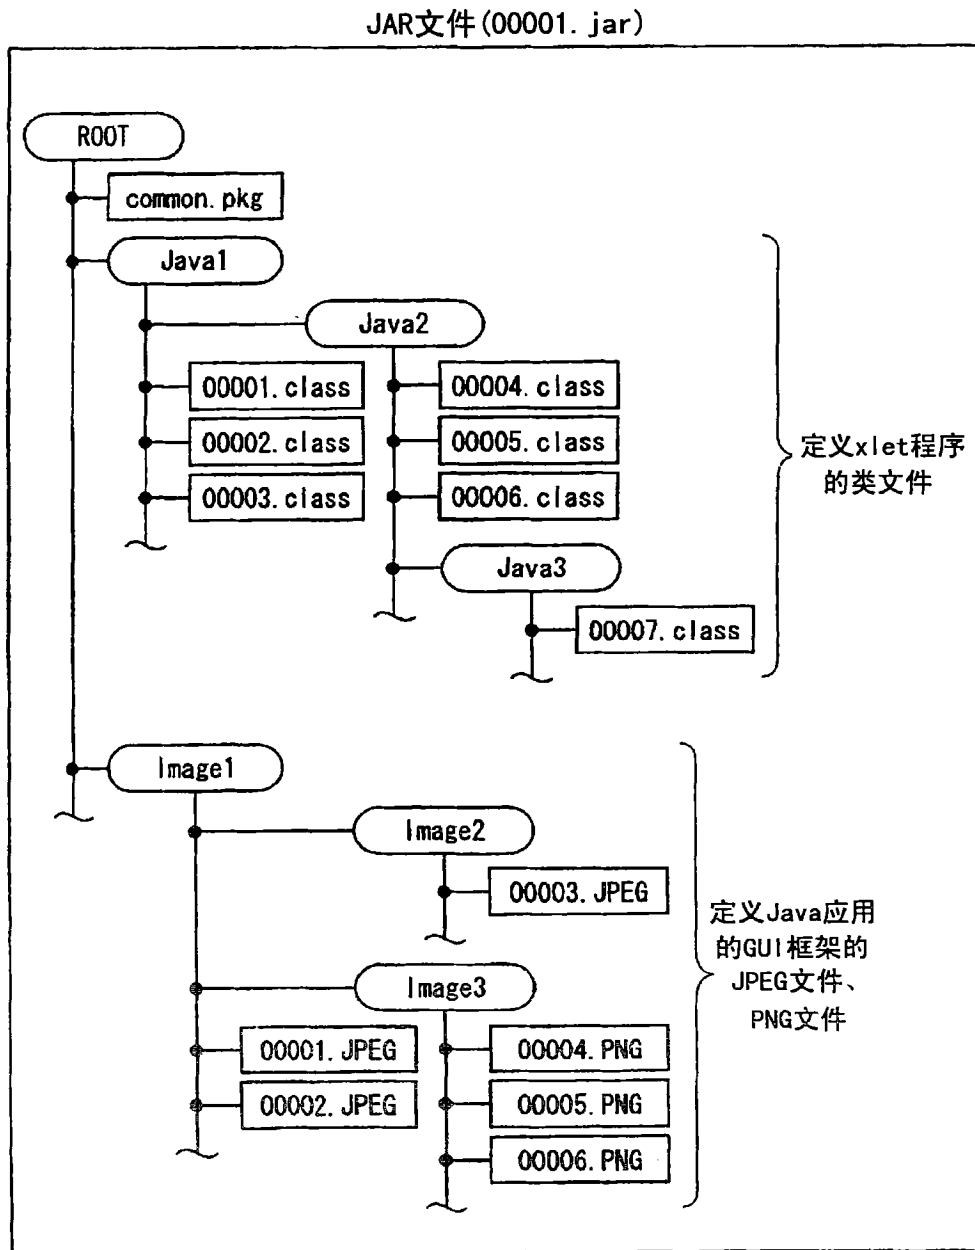 JAR文件(00001.jar)
ROOT
common.pkg
Java1
Java2
00001.class
00004.class
00002.class
00005.class
00003.class
00006.class
Java3
00007.class
定义xlet程序
的类文件
Image1
Image2
00003.JPEG
Image3
00001.JPEG
00004.PNG
00002.JPEG
00005.PNG
00006.PNG
定义Java应用
的GUI框架的
JPEG文件、
PNG文件